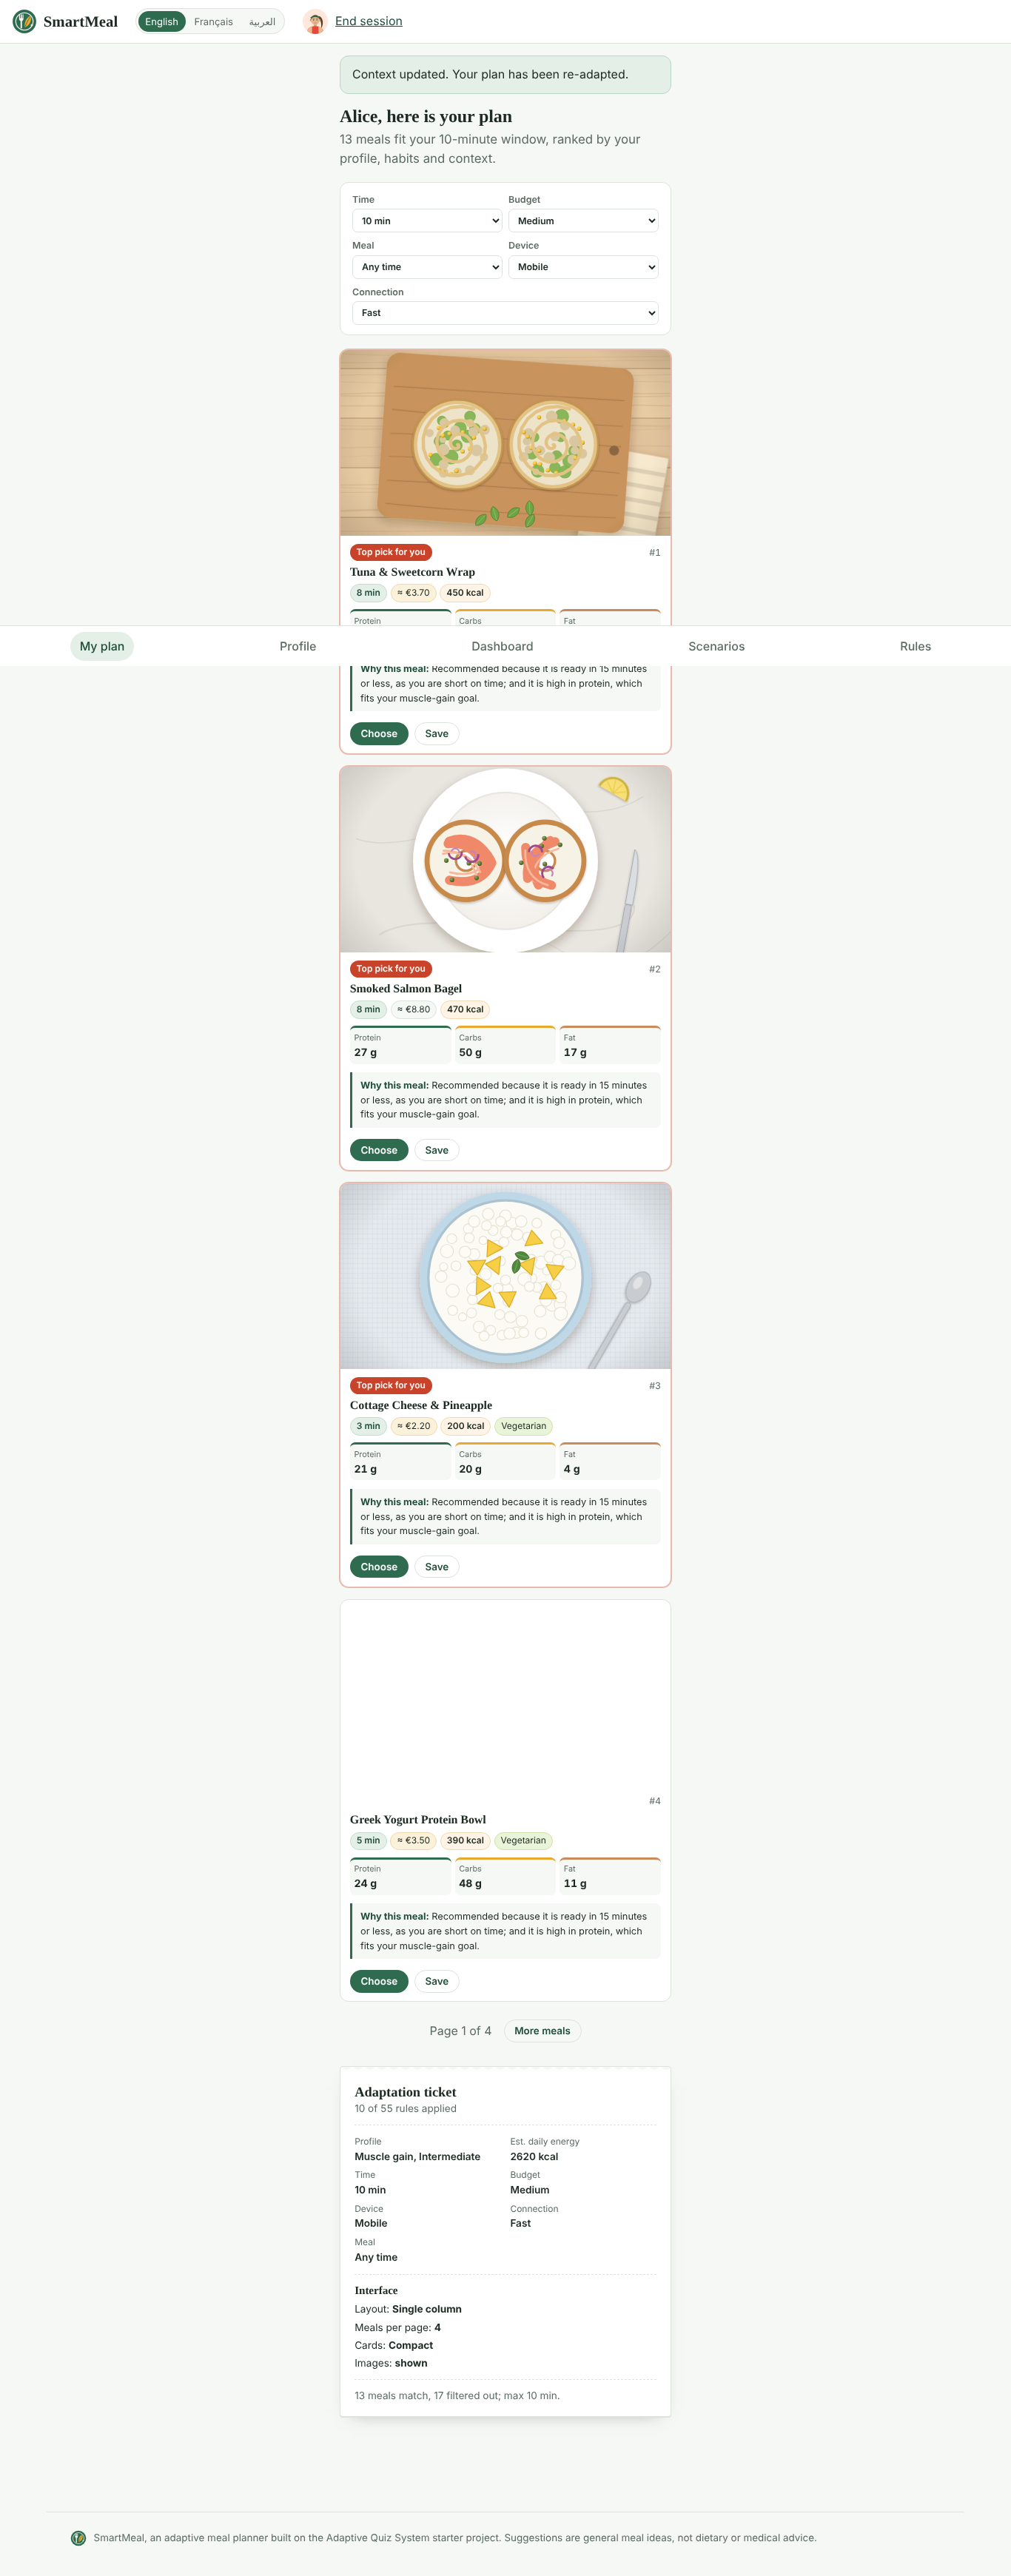 SmartMeal
English Français العربية
End session
Context updated. Your plan has been re-adapted.
Alice, here is your plan
13 meals fit your 10-minute window, ranked by your
profile, habits and context.
Time Budget
10 min Medium
Meal Device
Any time Mobile
Connection
Fast
Top pick for you #1
Tuna & Sweetcorn Wrap
8 min ≈ €3.70 450 kcal
Protein Carbs Fat
My plan Profile Dashboard Scenarios Rules
Why this meal: Recommended because it is ready in 15 minutes
or less, as you are short on time; and it is high in protein, which
fits your muscle-gain goal.
Choose Save
Top pick for you #2
Smoked Salmon Bagel
8 min ≈ €8.80 470 kcal
Protein Carbs Fat
27 g 50 g 17 g
Why this meal: Recommended because it is ready in 15 minutes
or less, as you are short on time; and it is high in protein, which
fits your muscle-gain goal.
Choose Save
Top pick for you #3
Cottage Cheese & Pineapple
3 min ≈ €2.20 200 kcal Vegetarian
Protein Carbs Fat
21 g 20 g 4 g
Why this meal: Recommended because it is ready in 15 minutes
or less, as you are short on time; and it is high in protein, which
fits your muscle-gain goal.
Choose Save
#4
Greek Yogurt Protein Bowl
5 min ≈ €3.50 390 kcal Vegetarian
Protein Carbs Fat
24 g 48 g 11 g
Why this meal: Recommended because it is ready in 15 minutes
or less, as you are short on time; and it is high in protein, which
fits your muscle-gain goal.
Choose Save
Page 1 of 4 More meals
Adaptation ticket
10 of 55 rules applied
Profile Est. daily energy
Muscle gain, Intermediate 2620 kcal
Time Budget
10 min Medium
Device Connection
Mobile Fast
Meal
Any time
Interface
Layout: Single column
Meals per page: 4
Cards: Compact
Images: shown
13 meals match, 17 filtered out; max 10 min.
SmartMeal, an adaptive meal planner built on the Adaptive Quiz System starter project. Suggestions are general meal ideas, not dietary or medical advice.